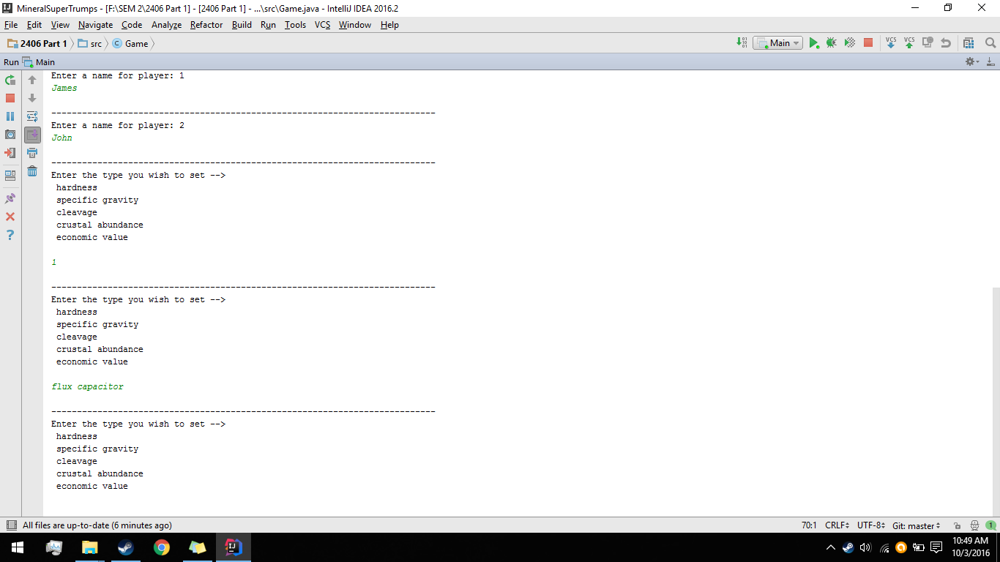 MineralSuperTrumps - [F:\SEM 2\2406 Part 1] - [2406 Part 1] - ...\src\Game.java - IntelliJ IDEA 2016.2
File Edit View Navigate Code Analyze Refactor Build Run Tools VCS Window Help
2406 Part 1 src C Game Main VCS VCS
Run Main
Enter a name for player: 1
James
---------------------------------------------------------------------------
Enter a name for player: 2
John
---------------------------------------------------------------------------
Enter the type you wish to set -->
hardness
specific gravity
cleavage
crustal abundance
economic value
1
---------------------------------------------------------------------------
Enter the type you wish to set -->
hardness
specific gravity
cleavage
crustal abundance
economic value
flux capacitor
---------------------------------------------------------------------------
Enter the type you wish to set -->
hardness
specific gravity
cleavage
crustal abundance
economic value
All files are up-to-date (6 minutes ago) 70:1 CRLF UTF-8 Git: master 1
10:49 AM
10/3/2016